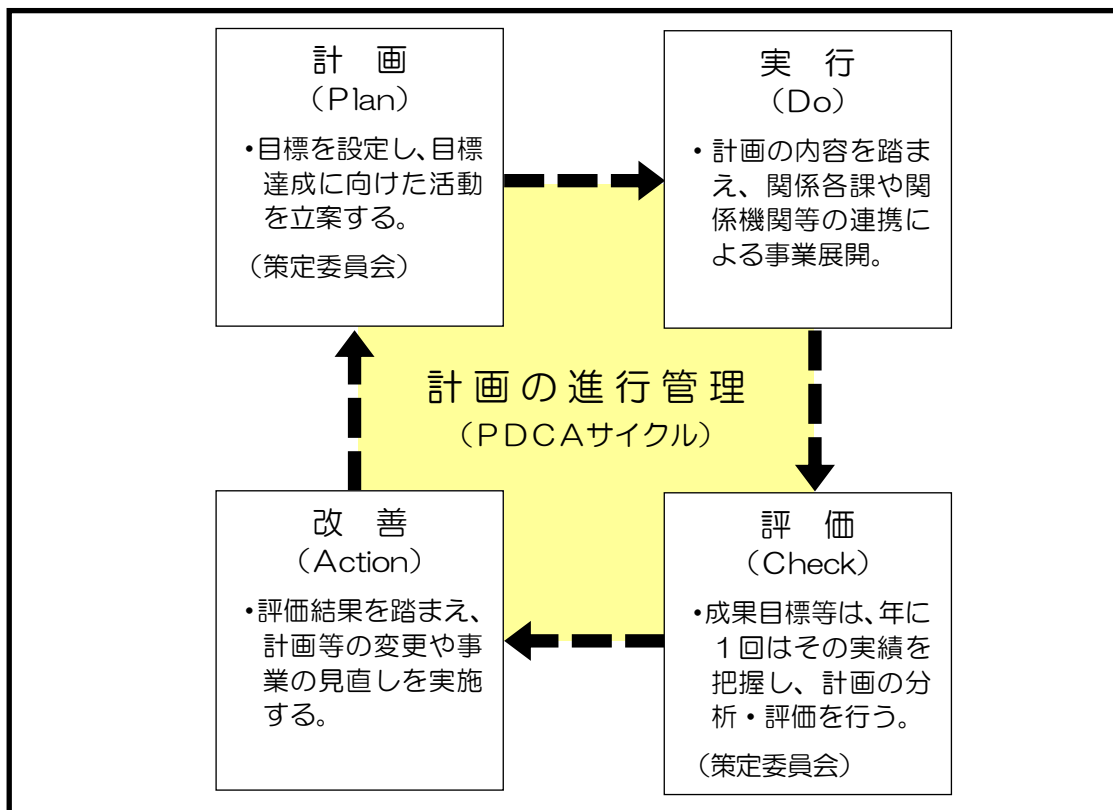 計　画
（Plan）
・目標を設定し、目標
達成に向けた活動
を立案する。
（策定委員会）
実　行
（Do）
・計画の内容を踏ま
え、関係各課や関
係機関等の連携に
よる事業展開。
計画の進行管理
（ＰＤＣＡサイクル）
改　善
（Action）
・評価結果を踏まえ、
計画等の変更や事
業の見直しを実施
する。
評　価
（Check）
・成果目標等は、年に
１回はその実績を
把握し、計画の分
析・評価を行う。
（策定委員会）